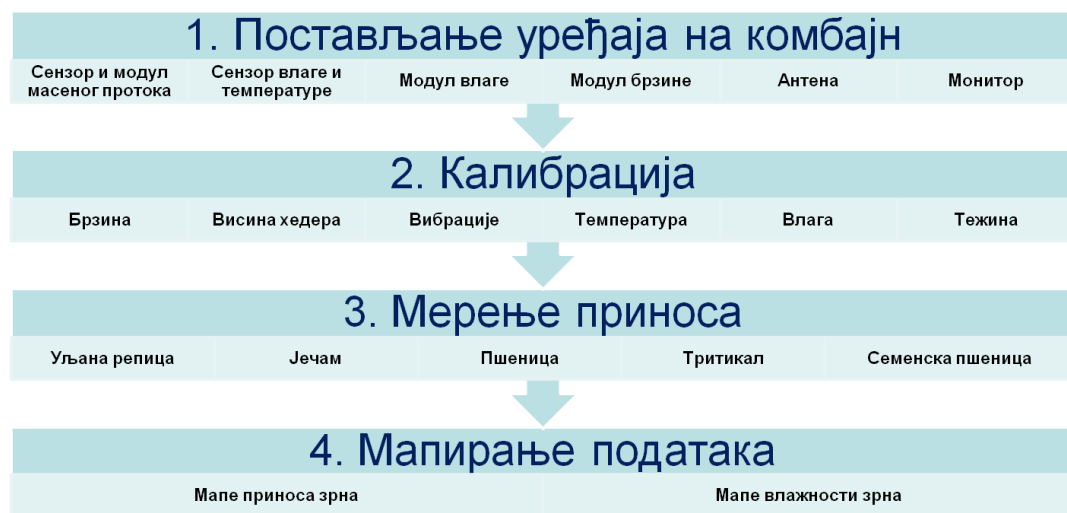 1. Постављање уређаја на комбајн
Сензор и модул
масеног протока
Сензор влаге и
температуре
Модул влаге
Модул брзине
Антена
Монитор
2. Калибрација
Брзина
Висина хедера
Вибрације
Температура
Влага
Тежина
3. Мерење приноса
Уљана репица
Јечам
Пшеница
Тритикал
Семенска пшеница
4. Мапирање података
Мапе приноса зрна
Мапе влажности зрна